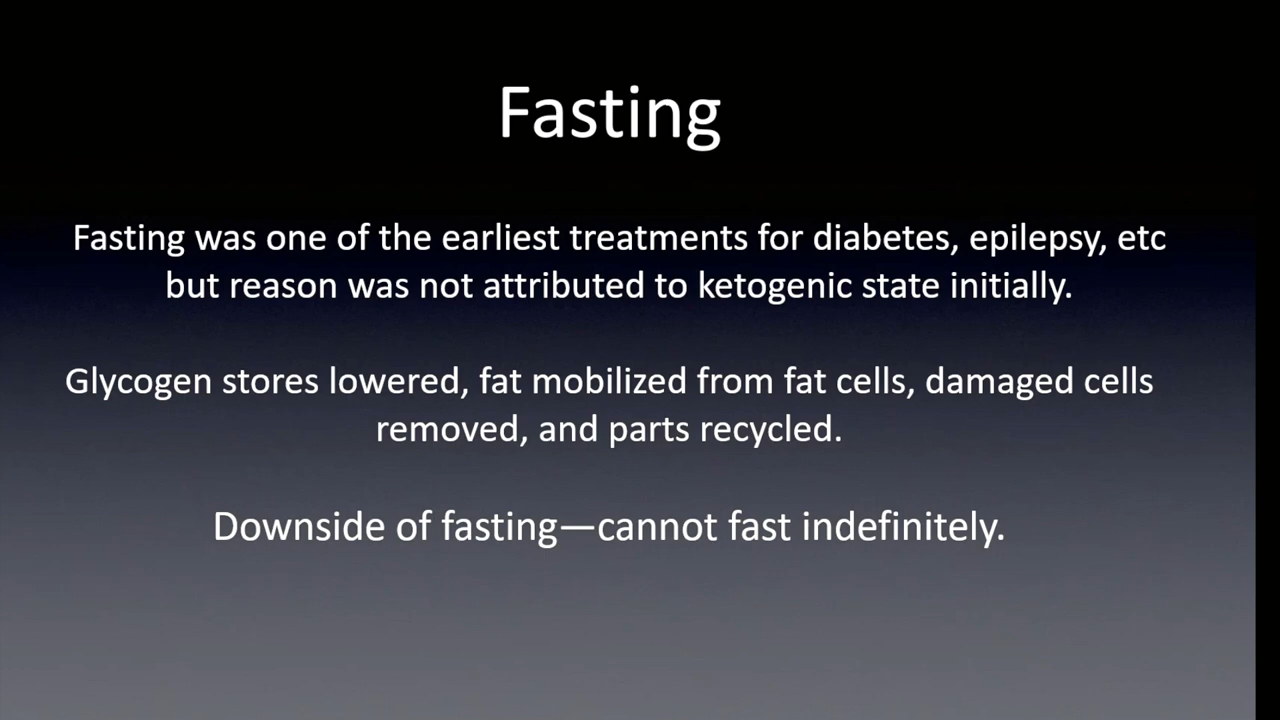 Fasting
Fasting was one of the earliest treatments for diabetes, epilepsy, etc
but reason was not attributed to ketogenic state initially.
Glycogen stores lowered, fat mobilized from fat cells, damaged cells
removed, and parts recycled.
Downside of fasting—cannot fast indefinitely.